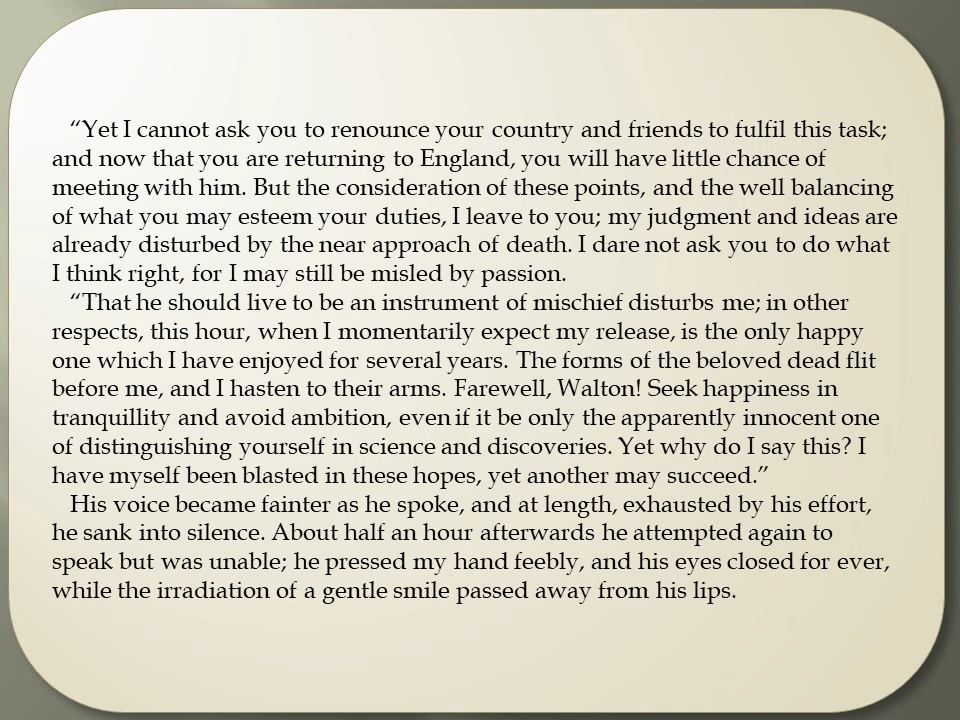 “Yet I cannot ask you to renounce your country and friends to fulfil this task;
and now that you are returning to England, you will have little chance of
meeting with him. But the consideration of these points, and the well balancing
of what you may esteem your duties, I leave to you; my judgment and ideas are
already disturbed by the near approach of death. I dare not ask you to do what
I think right, for I may still be misled by passion.
“That he should live to be an instrument of mischief disturbs me; in other
respects, this hour, when I momentarily expect my release, is the only happy
one which I have enjoyed for several years. The forms of the beloved dead flit
before me, and I hasten to their arms. Farewell, Walton! Seek happiness in
tranquillity and avoid ambition, even if it be only the apparently innocent one
of distinguishing yourself in science and discoveries. Yet why do I say this? I
have myself been blasted in these hopes, yet another may succeed.”
His voice became fainter as he spoke, and at length, exhausted by his effort,
he sank into silence. About half an hour afterwards he attempted again to
speak but was unable; he pressed my hand feebly, and his eyes closed for ever,
while the irradiation of a gentle smile passed away from his lips.